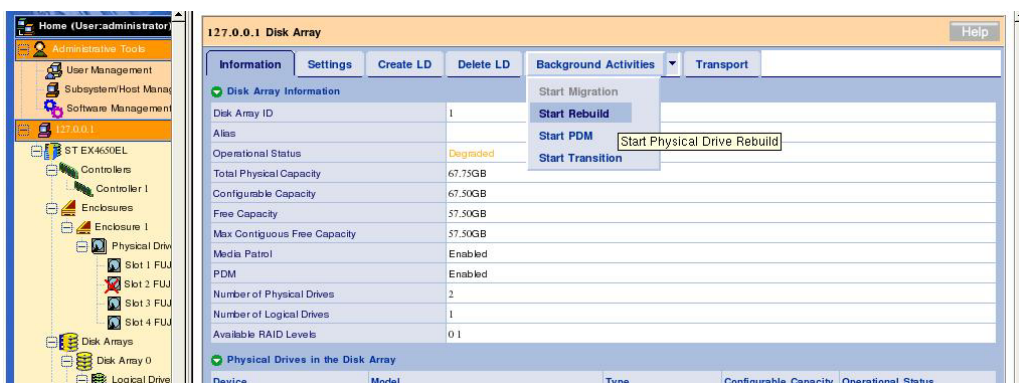 Home (User:administrator)
Administrative Tools
User Management
Subsystem/Host Manag
Software Management
127.0.0.1
ST EX4650EL
Controllers
Controller 1
Enclosures
Enclosure 1
Physical Driv
Slot 1 FUJ
Slot 2 FUJ
Slot 3 FUJ
Slot 4 FUJ
Disk Arrays
Disk Array 0
Logical Drive
127.0.0.1 Disk Array Help
Information Settings Create LD Delete LD Background Activities Transport
Start Migration
Start Rebuild
Start PDM
Start Transition
Start Physical Drive Rebuild
Disk Array Information
Disk Array ID 1
Alias
Operational Status Degraded
Total Physical Capacity 67.75GB
Configurable Capacity 67.50GB
Free Capacity 57.50GB
Max Contiguous Free Capacity 57.50GB
Media Patrol Enabled
PDM Enabled
Number of Physical Drives 2
Number of Logical Drives 1
Available RAID Levels 0 1
Physical Drives in the Disk Array
Device Model Type Configurable Capacity Operational Status